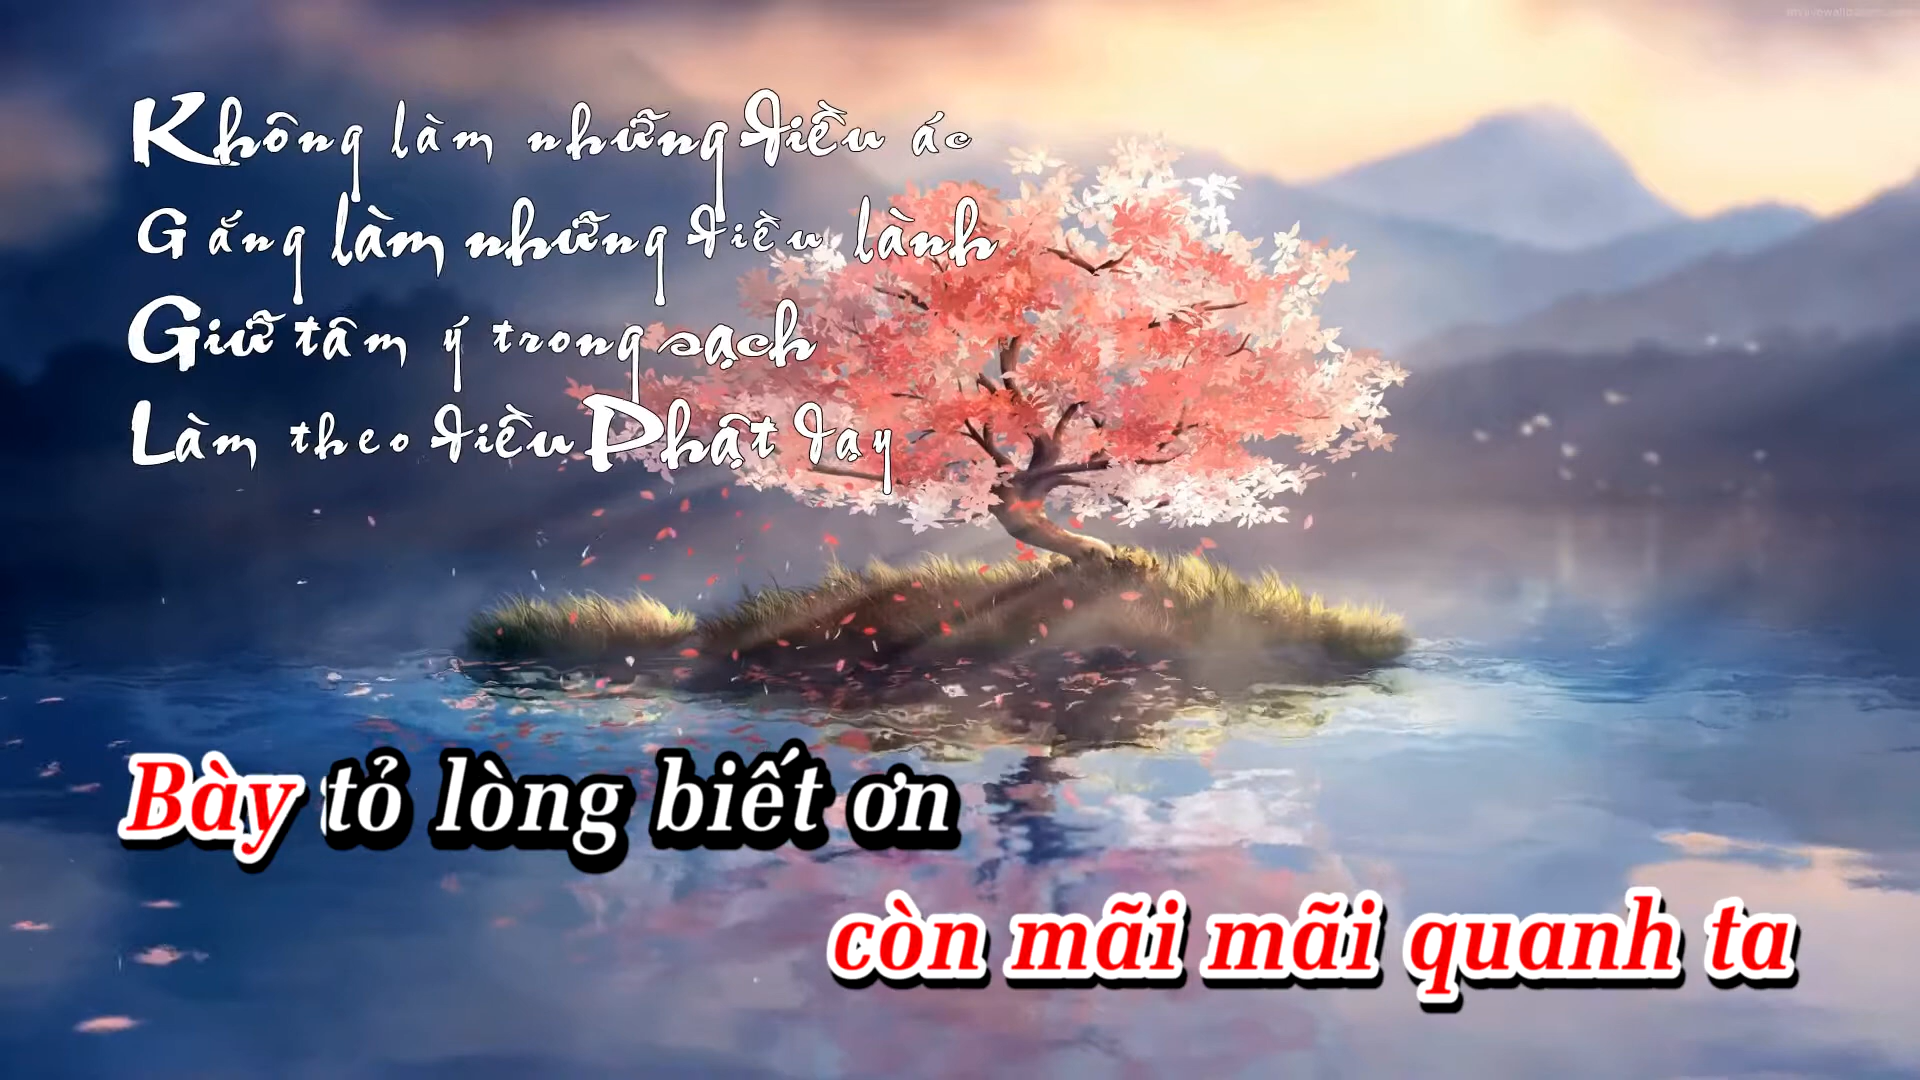 Không làm những điều ác
Gắng làm những điều lành
Giữ tâm ý trong sạch
Làm theo điều Phật dạy
Bày tỏ lòng biết ơn
còn mãi mãi quanh ta